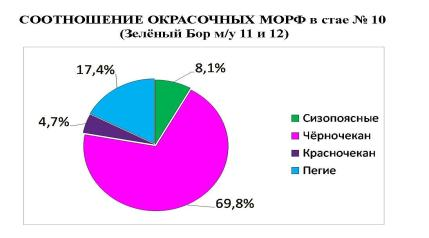 СООТНОШЕНИЕ ОКРАСОЧНЫХ МОРФ в стае № 10
(Зелёный Бор м/у 11 и 12)
17,4%
8,1%
4,7%
69,8%
Сизопоясные
Чёрночекан
Красночекан
Пегие